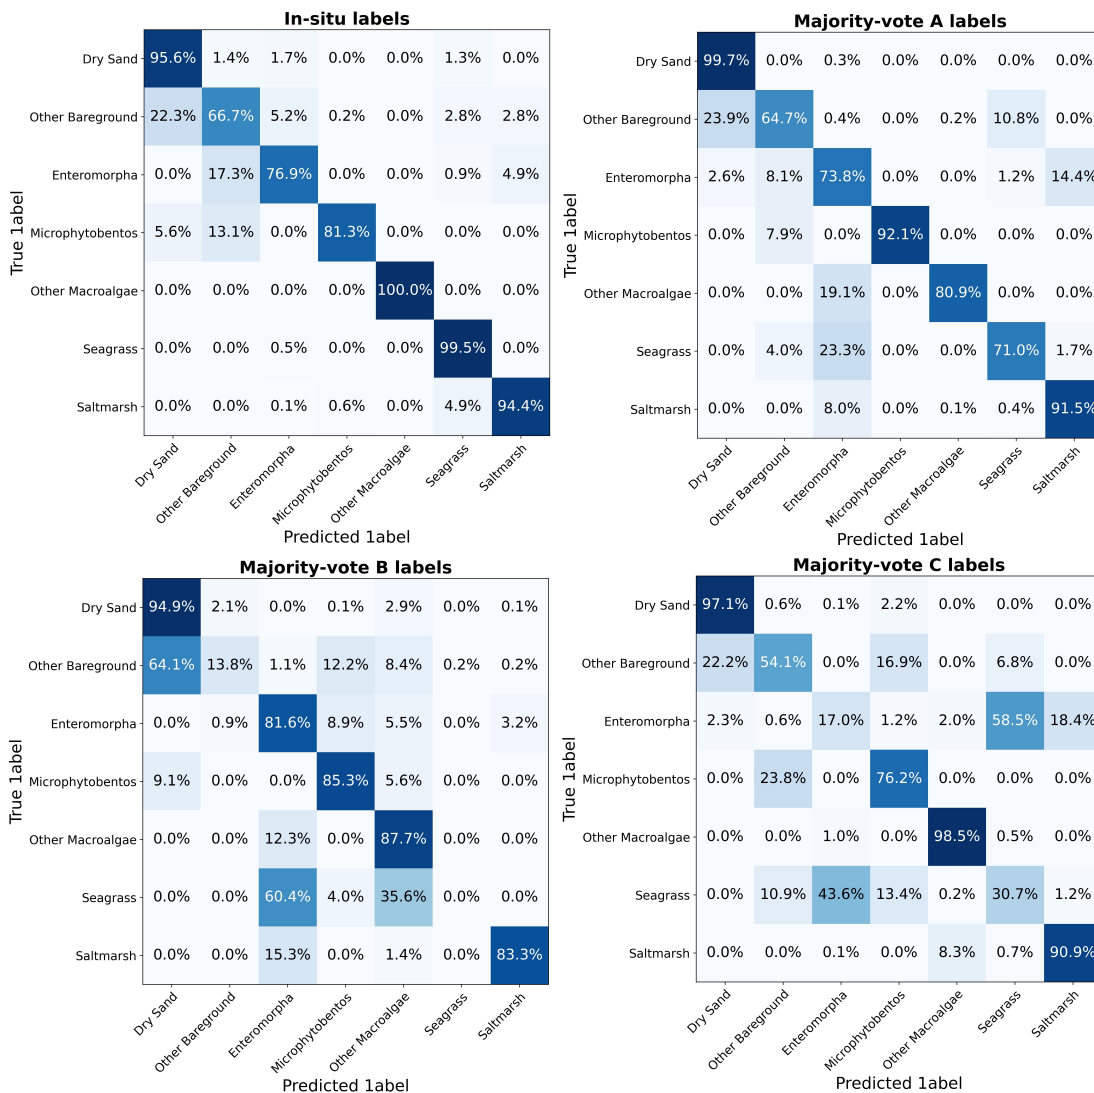 In-situ labels
Dry Sand 95.6% 1.4% 1.7% 0.0% 0.0% 1.3% 0.0%
Other Bareground 22.3% 66.7% 5.2% 0.2% 0.0% 2.8% 2.8%
Enteromorpha 0.0% 17.3% 76.9% 0.0% 0.0% 0.9% 4.9%
Microphytobentos 5.6% 13.1% 0.0% 81.3% 0.0% 0.0% 0.0%
Other Macroalgae 0.0% 0.0% 0.0% 0.0% 100.0% 0.0% 0.0%
Seagrass 0.0% 0.0% 0.5% 0.0% 0.0% 99.5% 0.0%
Saltmarsh 0.0% 0.0% 0.1% 0.6% 0.0% 4.9% 94.4%
True 1abel
Dry Sand
Other Bareground
Enteromorpha
Microphytobentos
Other Macroalgae
Seagrass
Saltmarsh
Predicted 1abel
Majority-vote A labels
Dry Sand 99.7% 0.0% 0.3% 0.0% 0.0% 0.0% 0.0%
Other Bareground 23.9% 64.7% 0.4% 0.0% 0.2% 10.8% 0.0%
Enteromorpha 2.6% 8.1% 73.8% 0.0% 0.0% 1.2% 14.4%
Microphytobentos 0.0% 7.9% 0.0% 92.1% 0.0% 0.0% 0.0%
Other Macroalgae 0.0% 0.0% 19.1% 0.0% 80.9% 0.0% 0.0%
Seagrass 0.0% 4.0% 23.3% 0.0% 0.0% 71.0% 1.7%
Saltmarsh 0.0% 0.0% 8.0% 0.0% 0.1% 0.4% 91.5%
True 1abel
Dry Sand
Other Bareground
Enteromorpha
Microphytobentos
Other Macroalgae
Seagrass
Saltmarsh
Predicted 1abel
Majority-vote B labels
Dry Sand 94.9% 2.1% 0.0% 0.1% 2.9% 0.0% 0.1%
Other Bareground 64.1% 13.8% 1.1% 12.2% 8.4% 0.2% 0.2%
Enteromorpha 0.0% 0.9% 81.6% 8.9% 5.5% 0.0% 3.2%
Microphytobentos 9.1% 0.0% 0.0% 85.3% 5.6% 0.0% 0.0%
Other Macroalgae 0.0% 0.0% 12.3% 0.0% 87.7% 0.0% 0.0%
Seagrass 0.0% 0.0% 60.4% 4.0% 35.6% 0.0% 0.0%
Saltmarsh 0.0% 0.0% 15.3% 0.0% 1.4% 0.0% 83.3%
True 1abel
Dry Sand
Other Bareground
Enteromorpha
Microphytobentos
Other Macroalgae
Seagrass
Saltmarsh
Predicted 1abel
Majority-vote C labels
Dry Sand 97.1% 0.6% 0.1% 2.2% 0.0% 0.0% 0.0%
Other Bareground 22.2% 54.1% 0.0% 16.9% 0.0% 6.8% 0.0%
Enteromorpha 2.3% 0.6% 17.0% 1.2% 2.0% 58.5% 18.4%
Microphytobentos 0.0% 23.8% 0.0% 76.2% 0.0% 0.0% 0.0%
Other Macroalgae 0.0% 0.0% 1.0% 0.0% 98.5% 0.5% 0.0%
Seagrass 0.0% 10.9% 43.6% 13.4% 0.2% 30.7% 1.2%
Saltmarsh 0.0% 0.0% 0.1% 0.0% 8.3% 0.7% 90.9%
True 1abel
Dry Sand
Other Bareground
Enteromorpha
Microphytobentos
Other Macroalgae
Seagrass
Saltmarsh
Predicted 1abel